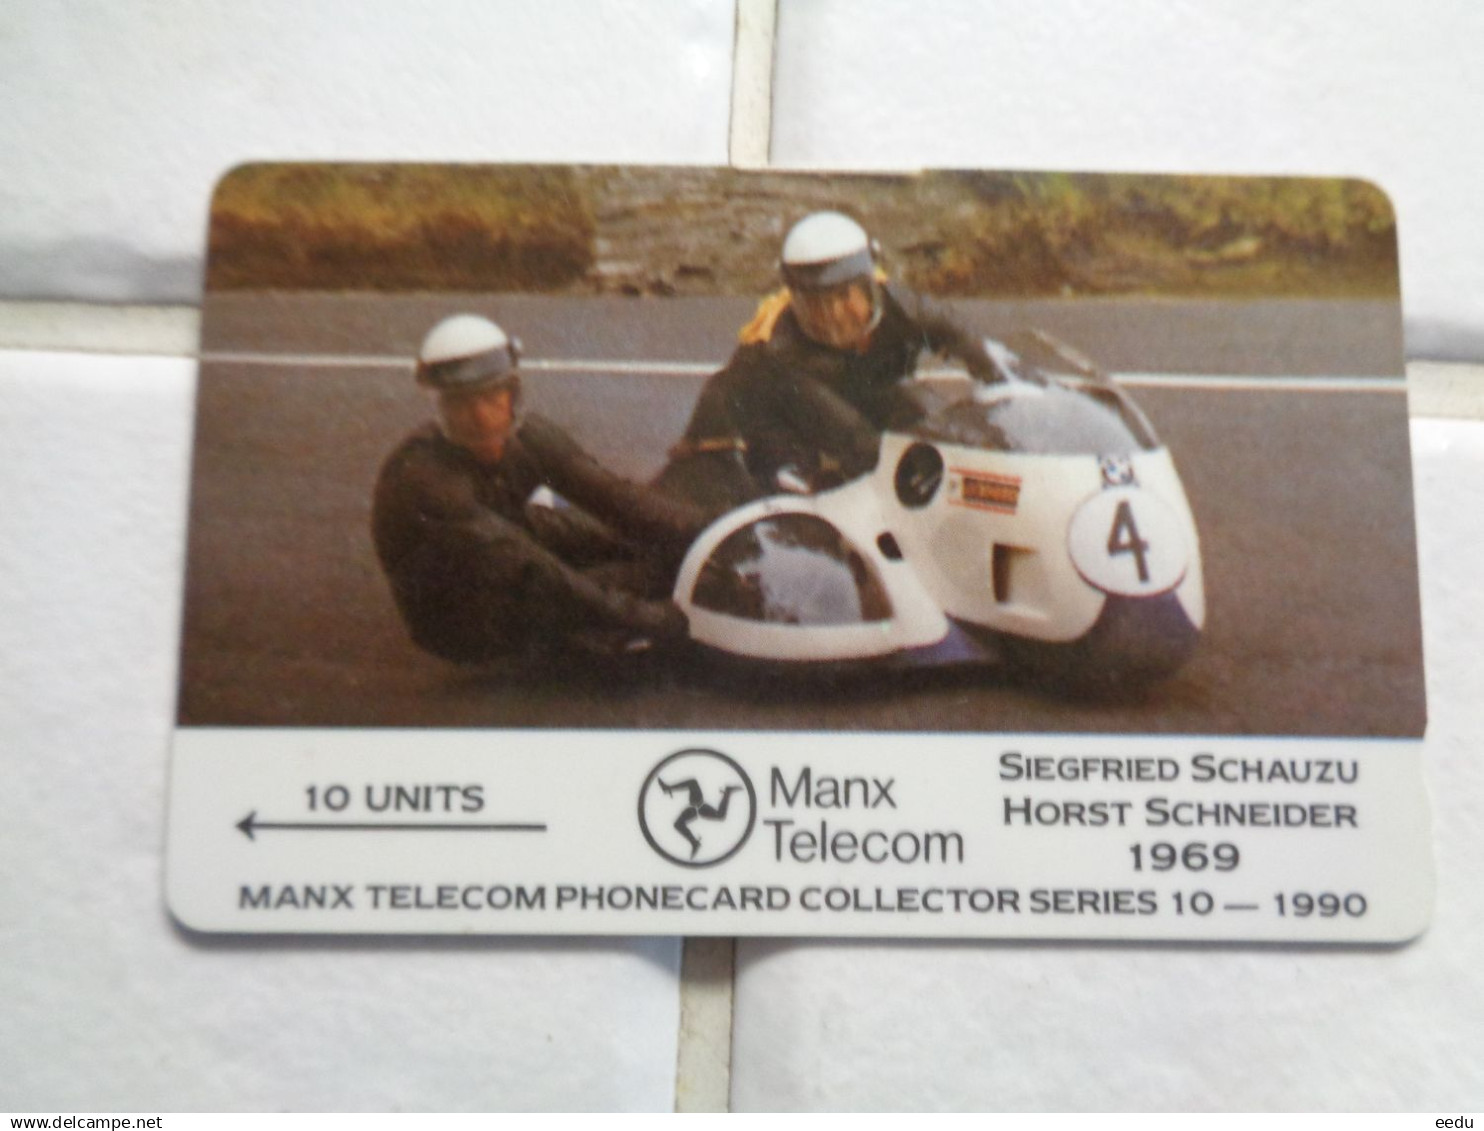 4
10 UNITS
Manx
Telecom
SIEGFRIED SCHAUZU
HORST SCHNEIDER
1969
MANX TELECOM PHONECARD COLLECTOR SERIES 10 — 1990
www.delcampe.net
eedu